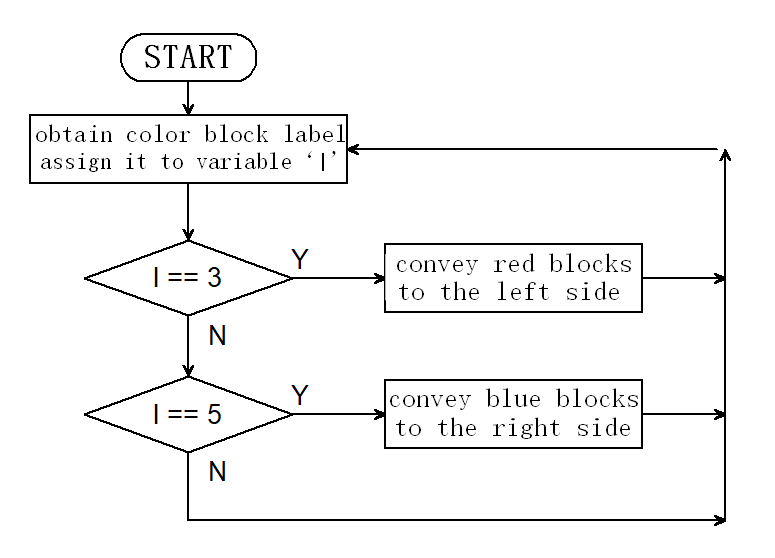 START
obtain color block label
assign it to variable ‘l’
l == 3
Y
convey red blocks
to the left side
N
l == 5
Y
convey blue blocks
to the right side
N